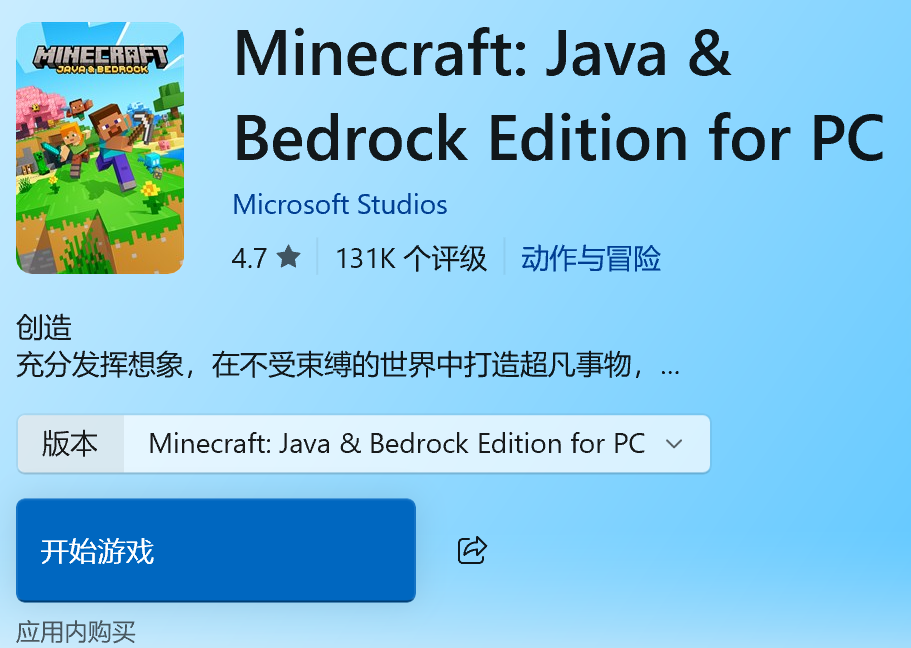 MINECRAFT
JAVA & BEDROCK
Minecraft: Java &
Bedrock Edition for PC
Microsoft Studios
4.7 ★ 131K 个评级 动作与冒险
创造
充分发挥想象，在不受束缚的世界中打造超凡事物，...
版本 Minecraft: Java & Bedrock Edition for PC
开始游戏
应用内购买